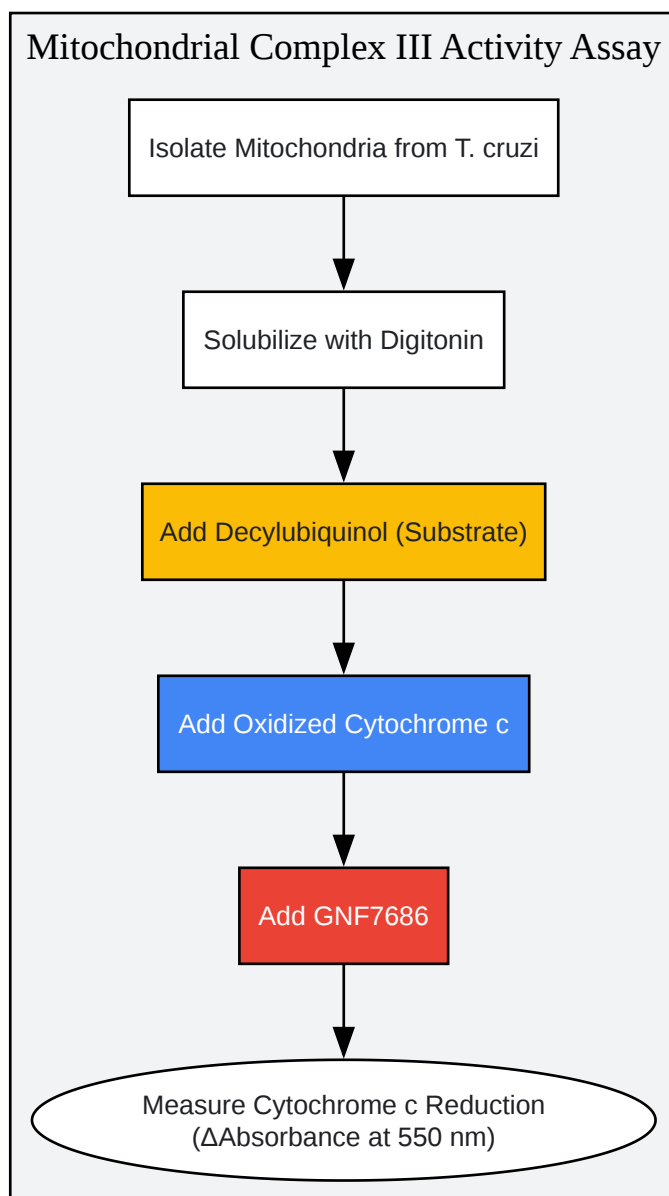 Mitochondrial Complex III Activity Assay
Isolate Mitochondria from T. cruzi
Solubilize with Digitonin
Add Decylubiquinol (Substrate)
Add Oxidized Cytochrome c
Add GNF7686
Measure Cytochrome c Reduction
(ΔAbsorbance at 550 nm)